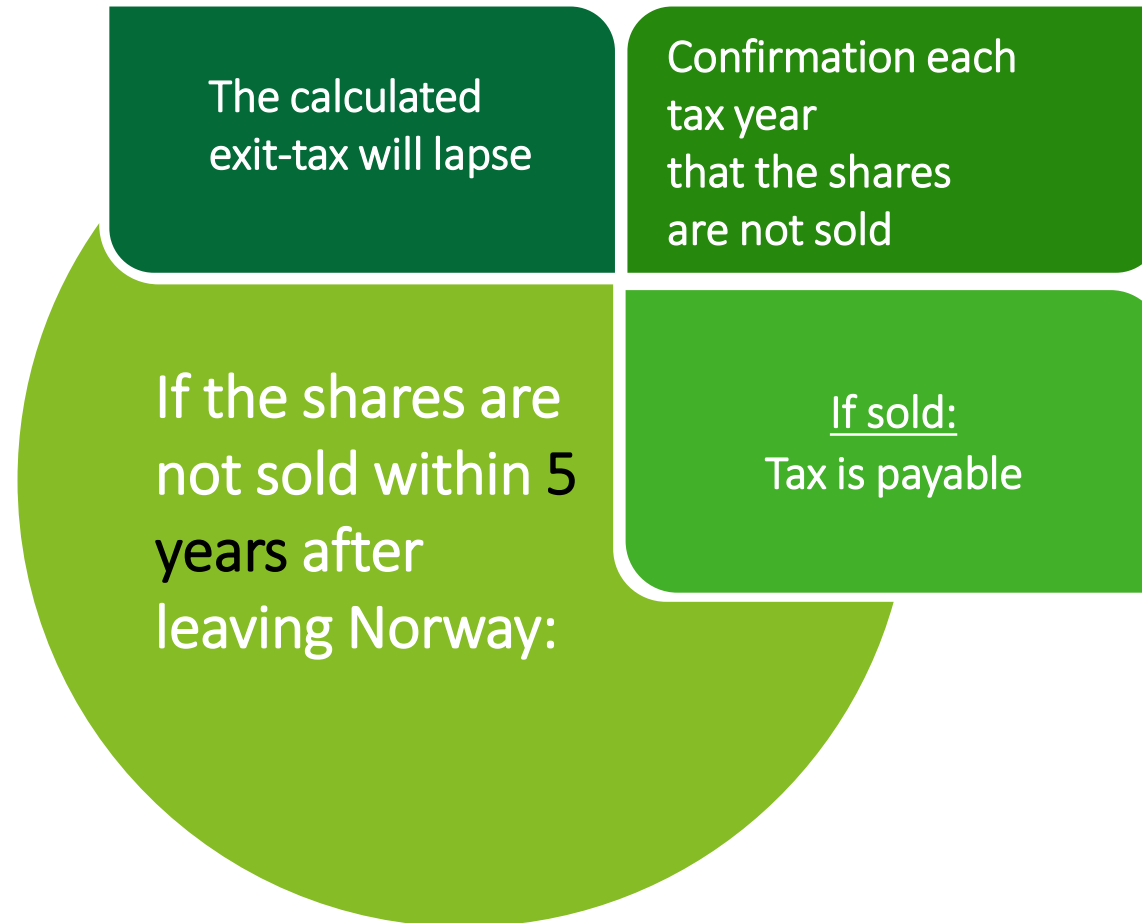 The calculated
exit-tax will lapse
Confirmation each
tax year
that the shares
are not sold
If the shares are
not sold within 5
years after
leaving Norway:
If sold:
Tax is payable